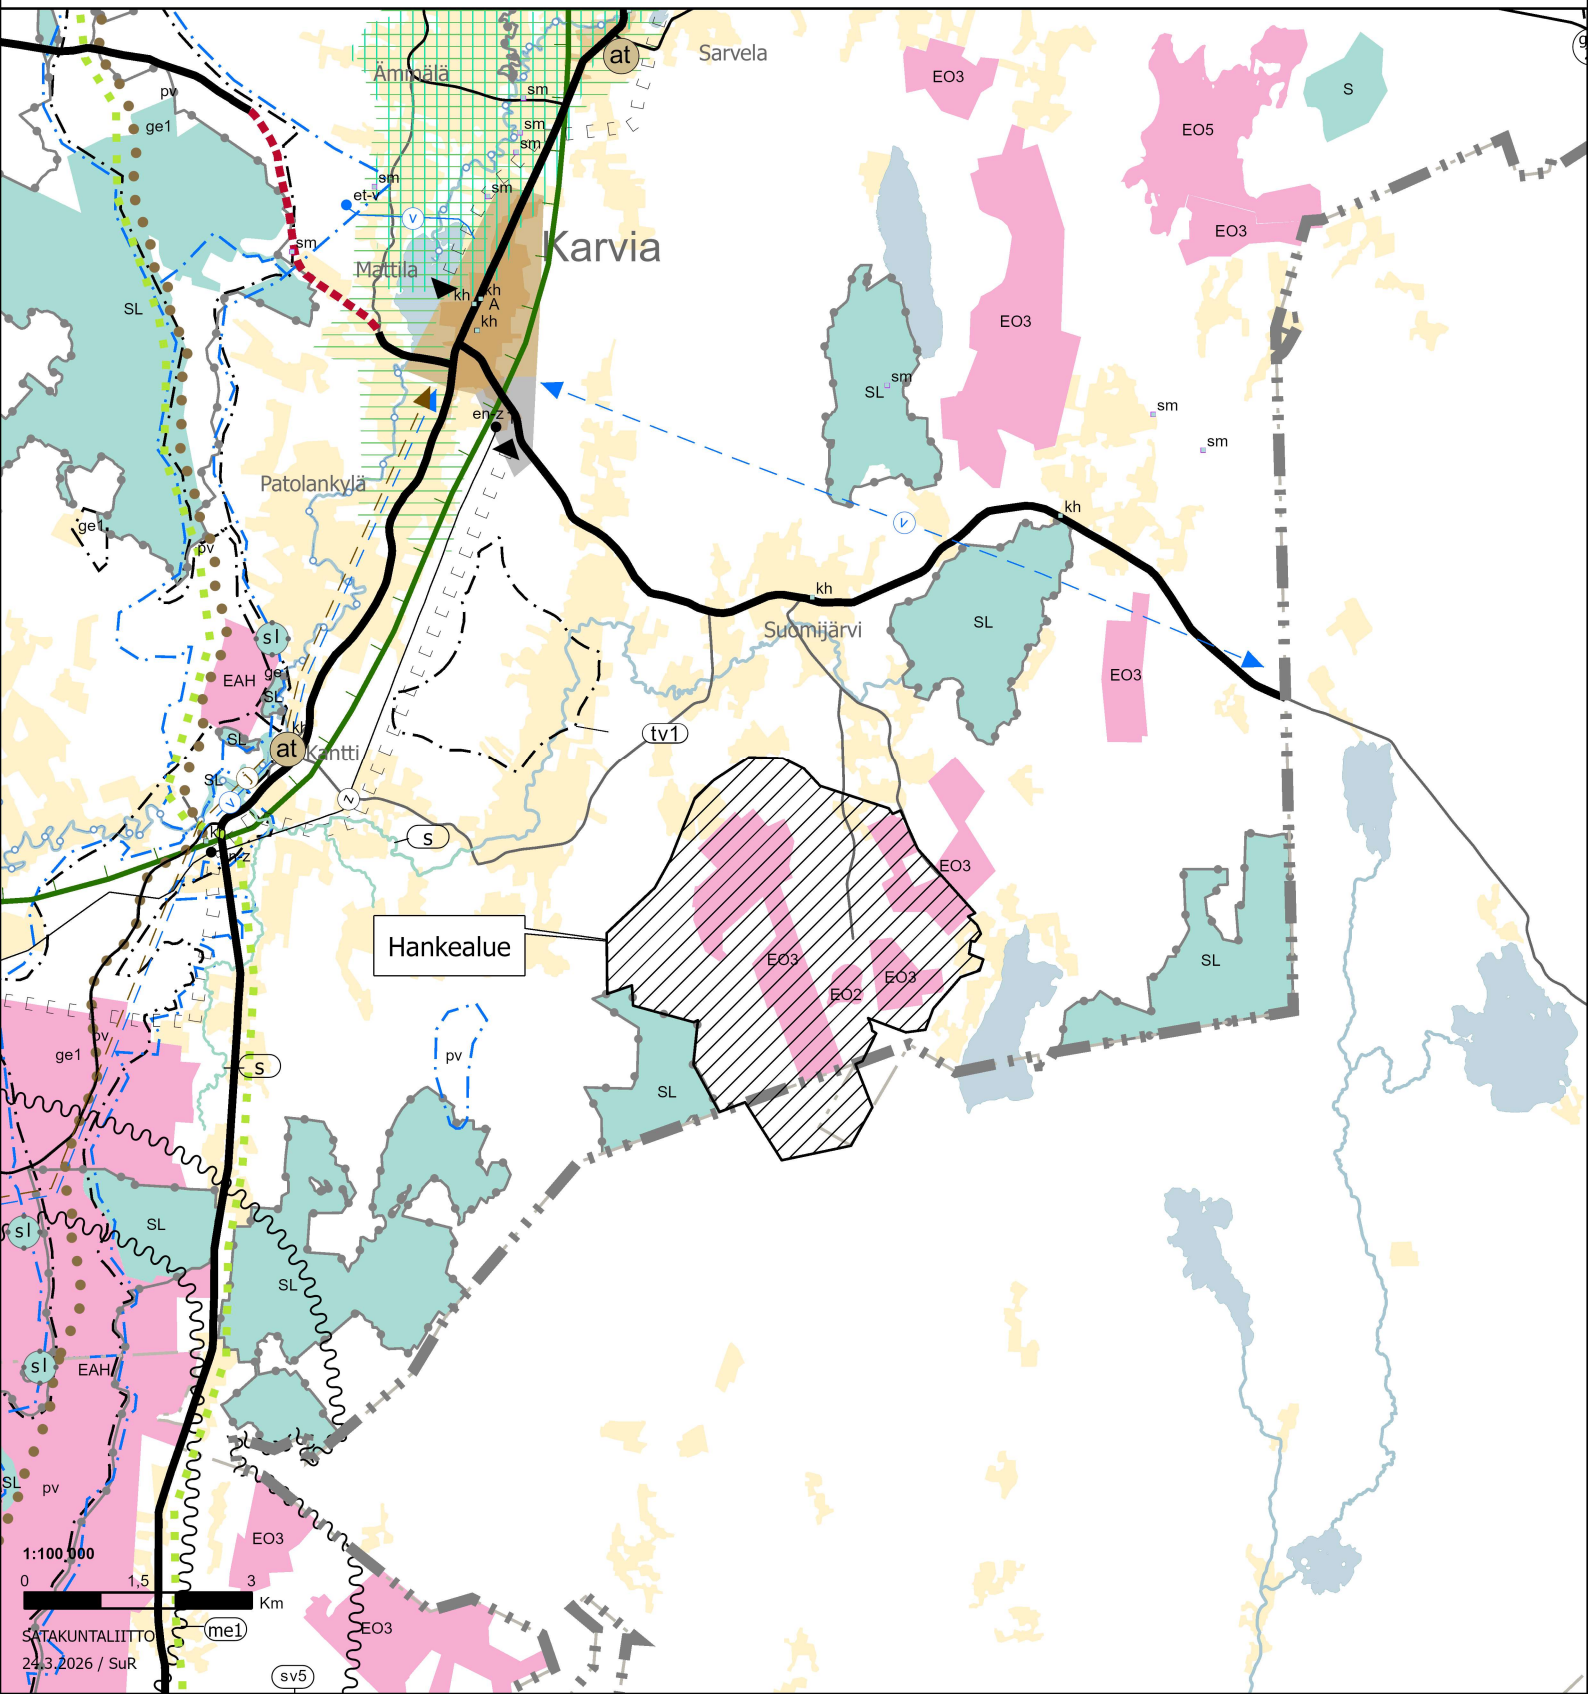 at
Sarvela
g
Ämmälä
EO3
S
pv
sm
ge1
sm
EO5
sm
sm
sm
et-v
v
EO3
sm
Karvia
Mattila
kh
kh
A
SL
kh
EO3
sm
SL
sm
en-z
sm
Patolankylä
kh
ge1
v
pv
kh
SL
Suomijärvi
sl
EAH
ge1
EO3
SL
kh
tv1
SL
at
Kantti
SL
j
z
v
k
s
n-z
EO3
Hankealue
EO3
SL
EO3
EO2
pv
ge1
pv
s
SL
SL
sl
SL
sl
EAH
SL
pv
EO3
1:100 000
0 1,5 3
Km
EO3
me1
SATAKUNTALIITTO
24.3.2026 / SuR
sv5